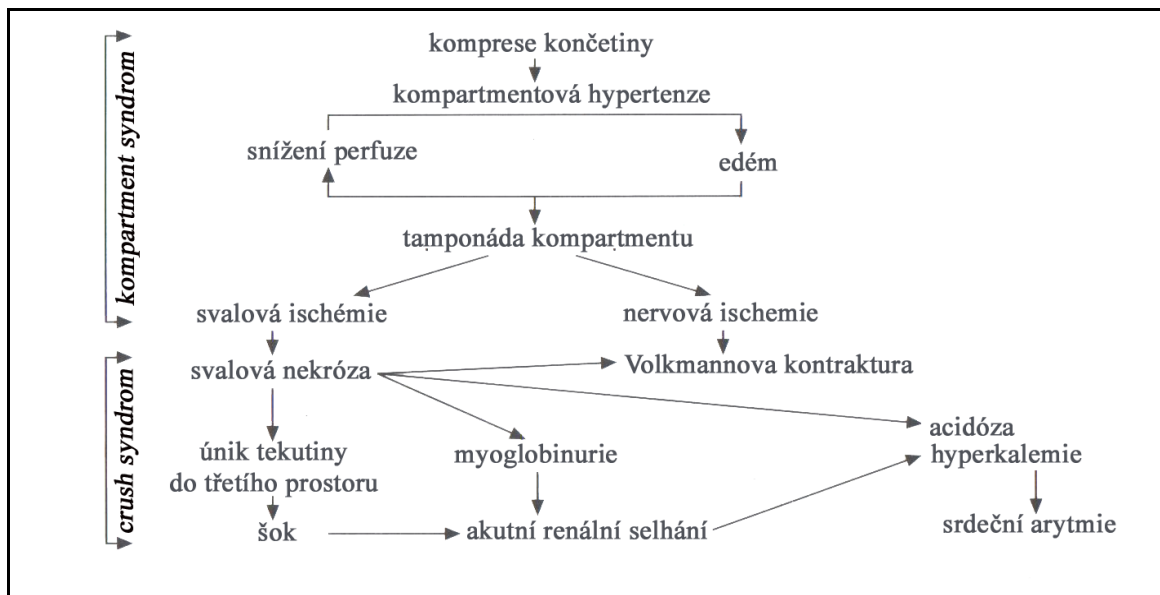 kompartment syndrom
komprese končetiny
kompartmentová hypertenze
snížení perfuze
edém
tamponáda kompartmentu
svalová ischémie
nervová ischemie
crush syndrom
svalová nekróza
Volkmannova kontraktura
únik tekutiny
do třetího prostoru
myoglobinurie
acidóza
hyperkalemie
šok
akutní renální selhání
srdeční arytmie